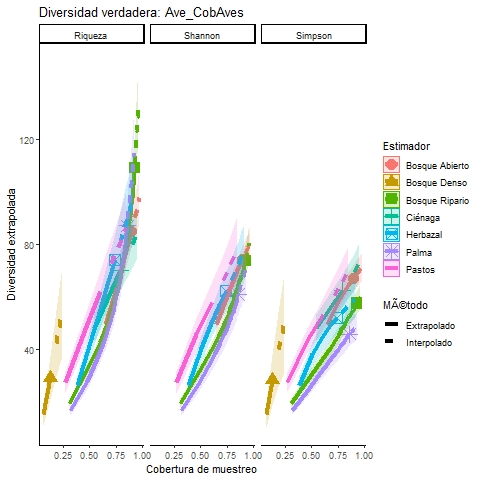 Diversidad verdadera: Ave_CobAves
Riqueza
Shannon
Simpson
Diversidad extrapolada
120
80
40
0.25 0.50 0.75 1.00
0.25 0.50 0.75 1.00
0.25 0.50 0.75 1.00
Cobertura de muestreo
Estimador
Bosque Abierto
Bosque Denso
Bosque Ripario
Ciénaga
Herbazal
Palma
Pastos
MÃ©todo
Extrapolado
Interpolado